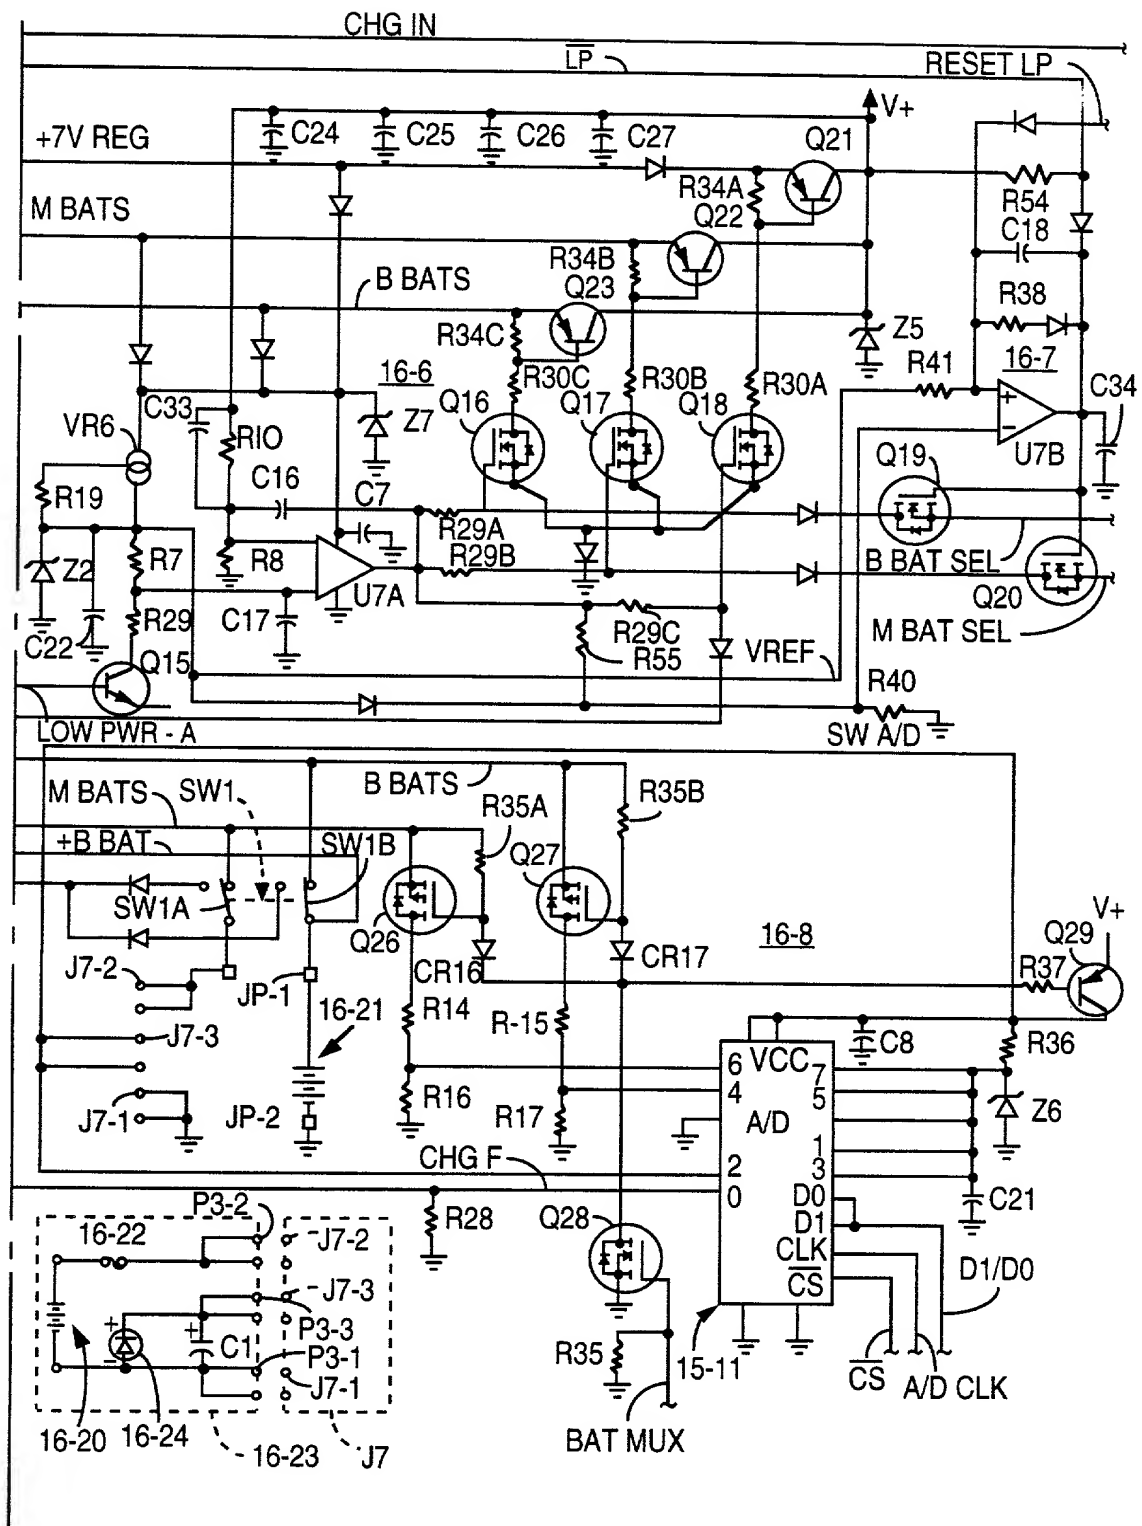 CHG IN
LP
RESET LP
V+
+7V REG
C24
C25
C26
C27
Q21
R34A
R54
M BATS
Q22
C18
R34B
B BATS
Q23
R38
R34C
Z5
16-6
R41
16-7
C33
R30C
R30B
R30A
C34
Q16
Q17
Q18
Z7
VR6
RIO
+
−
U7B
Q19
C16
C7
R19
R29A
R29B
B BAT SEL
Z2
R7
R8
U7A
Q20
C22
R29
C17
R29C
M BAT SEL
R55
VREF
Q15
R40
LOW PWR - A
SW A/D
M BATS
SW1
B BATS
R35A
R35B
+B BAT
SW1B
Q27
SW1A
Q26
16-8
V+
Q29
J7-2
CR16
CR17
R37
JP-1
16-21
R14
R-15
J7-3
C8
R36
6
VCC
7
4
5
R16
R17
A/D
Z6
J7-1
JP-2
1
CHG F
2
3
0
D0
C21
P3-2
R28
Q28
D1
16-22
J7-2
CLK
D1/D0
CS
J7-3
+
+
C1
P3-3
−
P3-1
R35
15-11
J7-1
CS
A/D CLK
16-20
16-24
16-23
J7
BAT MUX